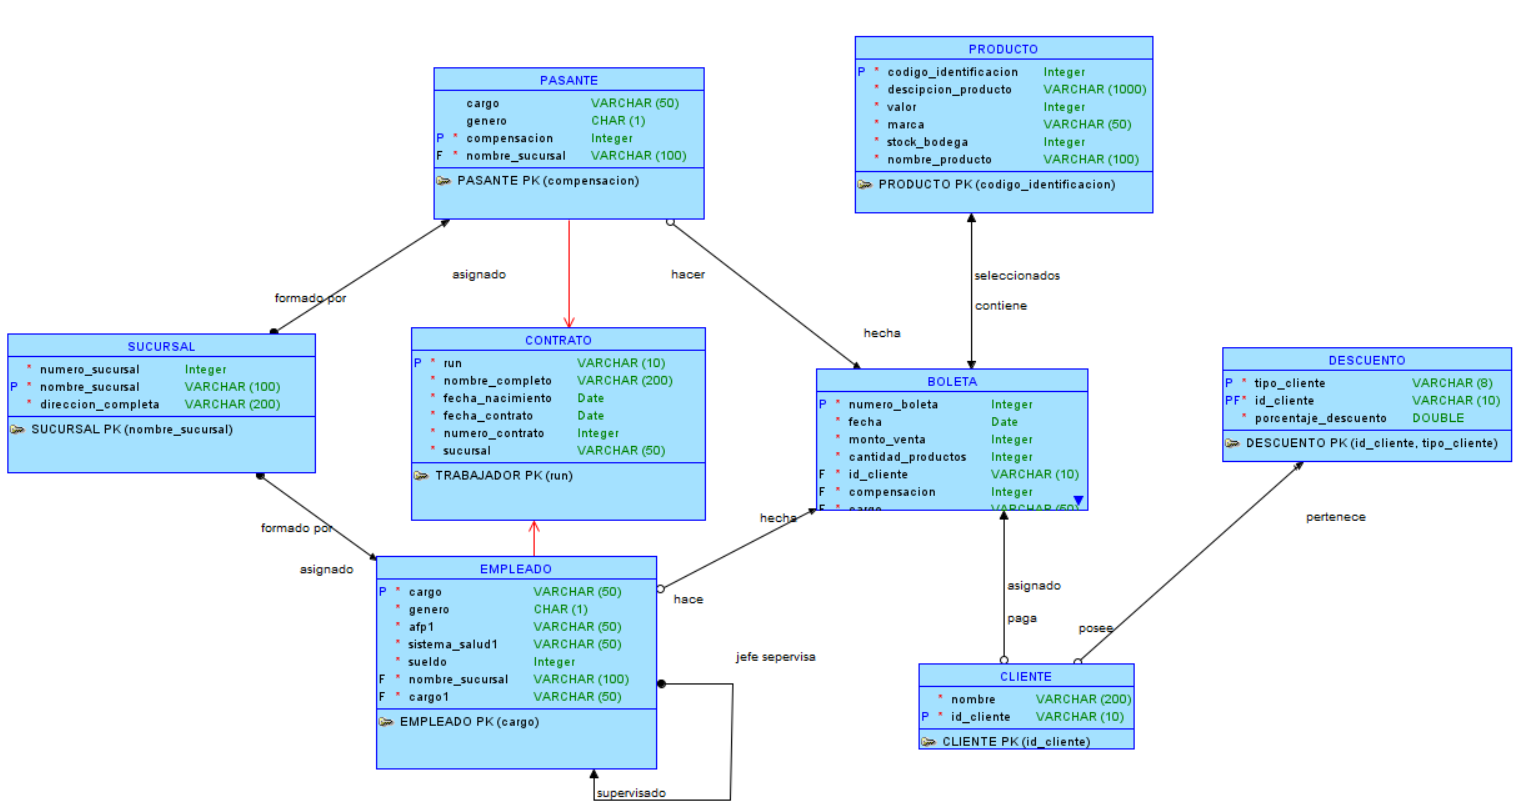 PASANTE
cargo VARCHAR (50)
genero CHAR (1)
P * compensacion Integer
F * nombre_sucursal VARCHAR (100)
PASANTE PK (compensacion)
PRODUCTO
P * codigo_identificacion Integer
* descipcion_producto VARCHAR (1000)
* valor Integer
* marca VARCHAR (50)
* stock_bodega Integer
* nombre_producto VARCHAR (100)
PRODUCTO PK (codigo_identificacion)
formado por
asignado
hacer
hecha
seleccionados
contiene
SUCURSAL
* numero_sucursal Integer
P * nombre_sucursal VARCHAR (100)
* direccion_completa VARCHAR (200)
SUCURSAL PK (nombre_sucursal)
CONTRATO
P * run VARCHAR (10)
* nombre_completo VARCHAR (200)
* fecha_nacimiento Date
* fecha_contrato Date
* numero_contrato Integer
* sucursal VARCHAR (50)
TRABAJADOR PK (run)
BOLETA
P * numero_boleta Integer
* fecha Date
* monto_venta Integer
* cantidad_productos Integer
F * id_cliente VARCHAR (10)
F * compensacion Integer
F * cargo VARCHAR (50)
DESCUENTO
P * tipo_cliente VARCHAR (8)
PF * id_cliente VARCHAR (10)
* porcentaje_descuento DOUBLE
DESCUENTO PK (id_cliente, tipo_cliente)
formado por
asignado
hecha
hace
pertenece
asignado
paga
posee
EMPLEADO
P * cargo VARCHAR (50)
* genero CHAR (1)
* afp1 VARCHAR (50)
* sistema_salud1 VARCHAR (50)
* sueldo Integer
F * nombre_sucursal VARCHAR (100)
F * cargo1 VARCHAR (50)
EMPLEADO PK (cargo)
jefe sepervisa
supervisado
CLIENTE
* nombre VARCHAR (200)
P * id_cliente VARCHAR (10)
CLIENTE PK (id_cliente)